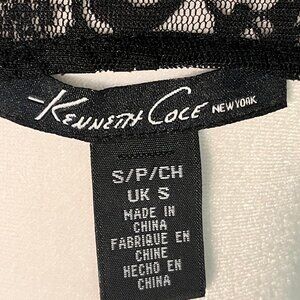 KENNETH COLE NEW YORK
S/P/CH
UK S
MADE IN
CHINA
FABRIQUE EN
CHINE
HECHO EN
CHINA